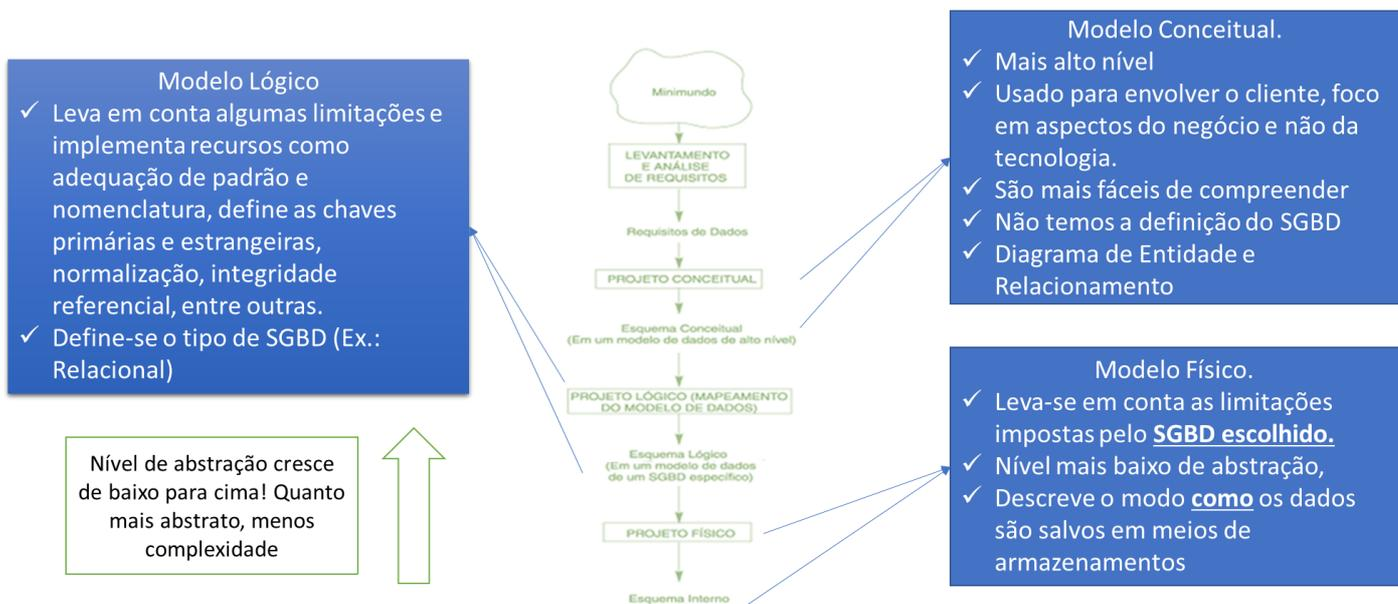 Modelo Lógico
✓ Leva em conta algumas limitações e
implementa recursos como
adequação de padrão e
nomenclatura, define as chaves
primárias e estrangeiras,
normalização, integridade
referencial, entre outras.
✓ Define-se o tipo de SGBD (Ex.:
Relacional)
Nível de abstração cresce
de baixo para cima! Quanto
mais abstrato, menos
complexidade
Minimundo
LEVANTAMENTO
E ANÁLISE
DE REQUISITOS
Requisitos de Dados
PROJETO CONCEITUAL
Esquema Conceitual
(Em um modelo de dados de alto nível)
PROJETO LÓGICO (MAPEAMENTO
DO MODELO DE DADOS)
Esquema Lógico
(Em um modelo de dados
de um SGBD específico)
PROJETO FÍSICO
Esquema Interno
Modelo Conceitual.
✓ Mais alto nível
✓ Usado para envolver o cliente, foco
em aspectos do negócio e não da
tecnologia.
✓ São mais fáceis de compreender
✓ Não temos a definição do SGBD
✓ Diagrama de Entidade e
Relacionamento
Modelo Físico.
✓ Leva-se em conta as limitações
impostas pelo SGBD escolhido.
✓ Nível mais baixo de abstração,
✓ Descreve o modo como os dados
são salvos em meios de
armazenamentos